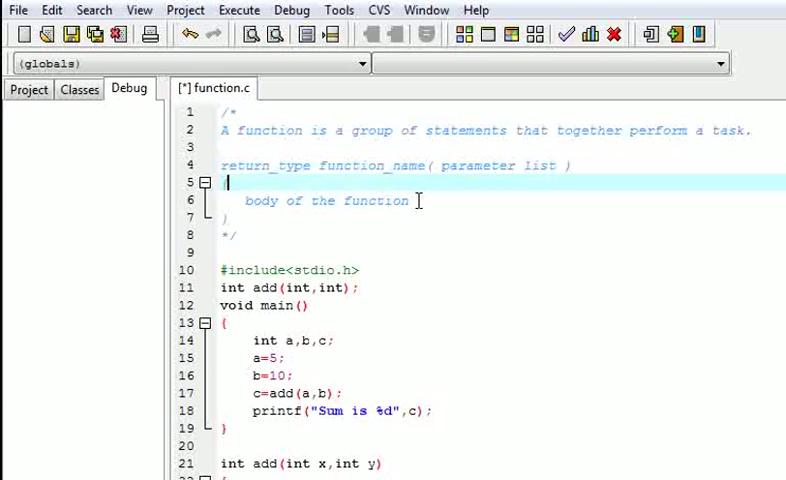 File Edit Search View Project Execute Debug Tools CVS Window Help
(globals)
Project Classes Debug [*] function.c
1 /*
2 A function is a group of statements that together perform a task.
3
4 return_type function_name( parameter list )
5 {
6 body of the function
7 }
8 */
9
10 #include<stdio.h>
11 int add(int,int);
12 void main()
13 {
14 int a,b,c;
15 a=5;
16 b=10;
17 c=add(a,b);
18 printf("Sum is %d",c);
19 }
20
21 int add(int x,int y)